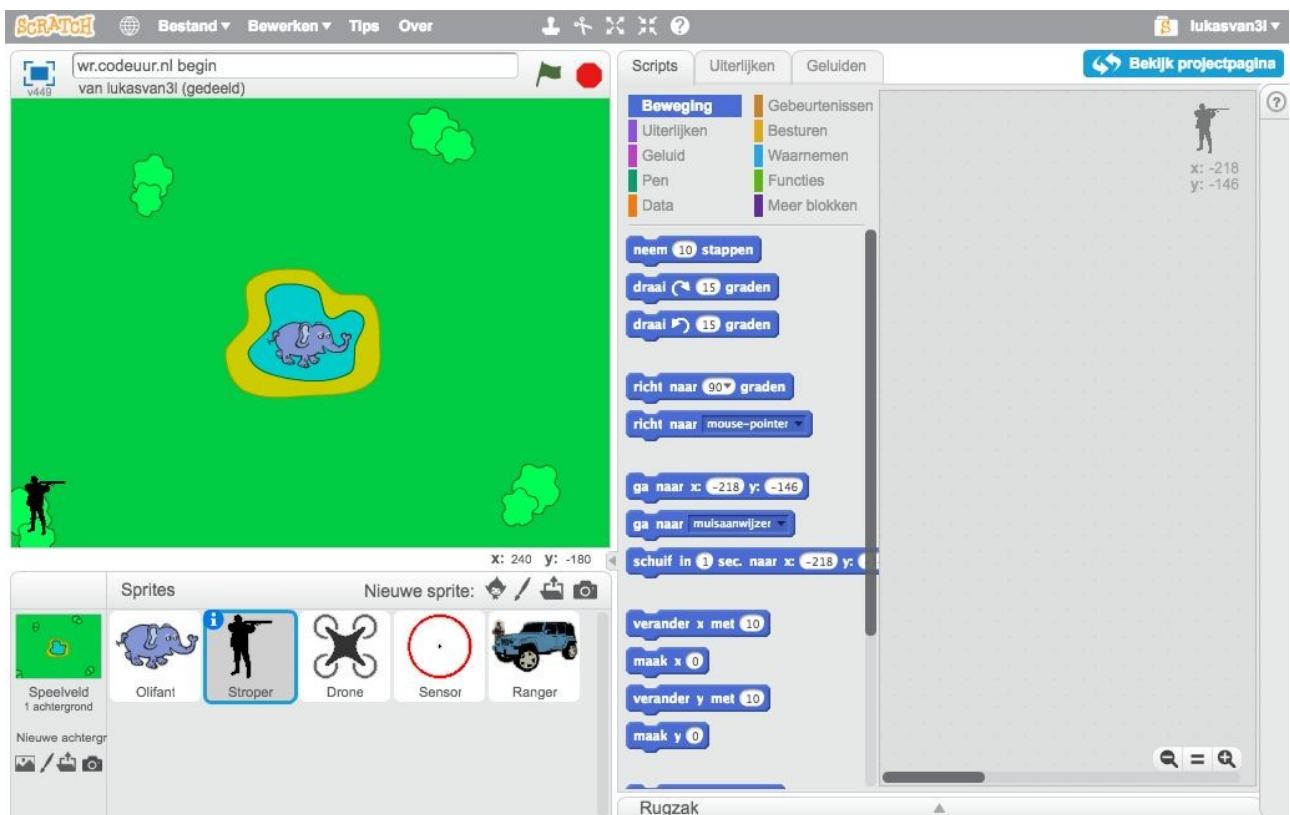 SCRATCH Bestand Bewerken Tips Over lukasvan3l
v449 wr.codeuur.nl begin
van lukasvan3l (gedeeld)
Scripts Uiterlijken Geluiden Bekijk projectpagina
Beweging Gebeurtenissen
Uiterlijken Besturen
Geluid Waarnemen
Pen Functies
Data Meer blokken
neem 10 stappen
draai 15 graden
draai 15 graden
richt naar 90 graden
richt naar mouse-pointer
ga naar x: -218 y: -146
ga naar muisaanwijzer
schuif in 1 sec. naar x: -218 y:
verander x met 10
maak x 0
verander y met 10
maak y 0
x: -218
y: -146
x: 240 y: -180
Sprites Nieuwe sprite:
Speelveld
1 achtergrond
Nieuwe achtergr
Olifant Stroper Drone Sensor Ranger
Rugzak